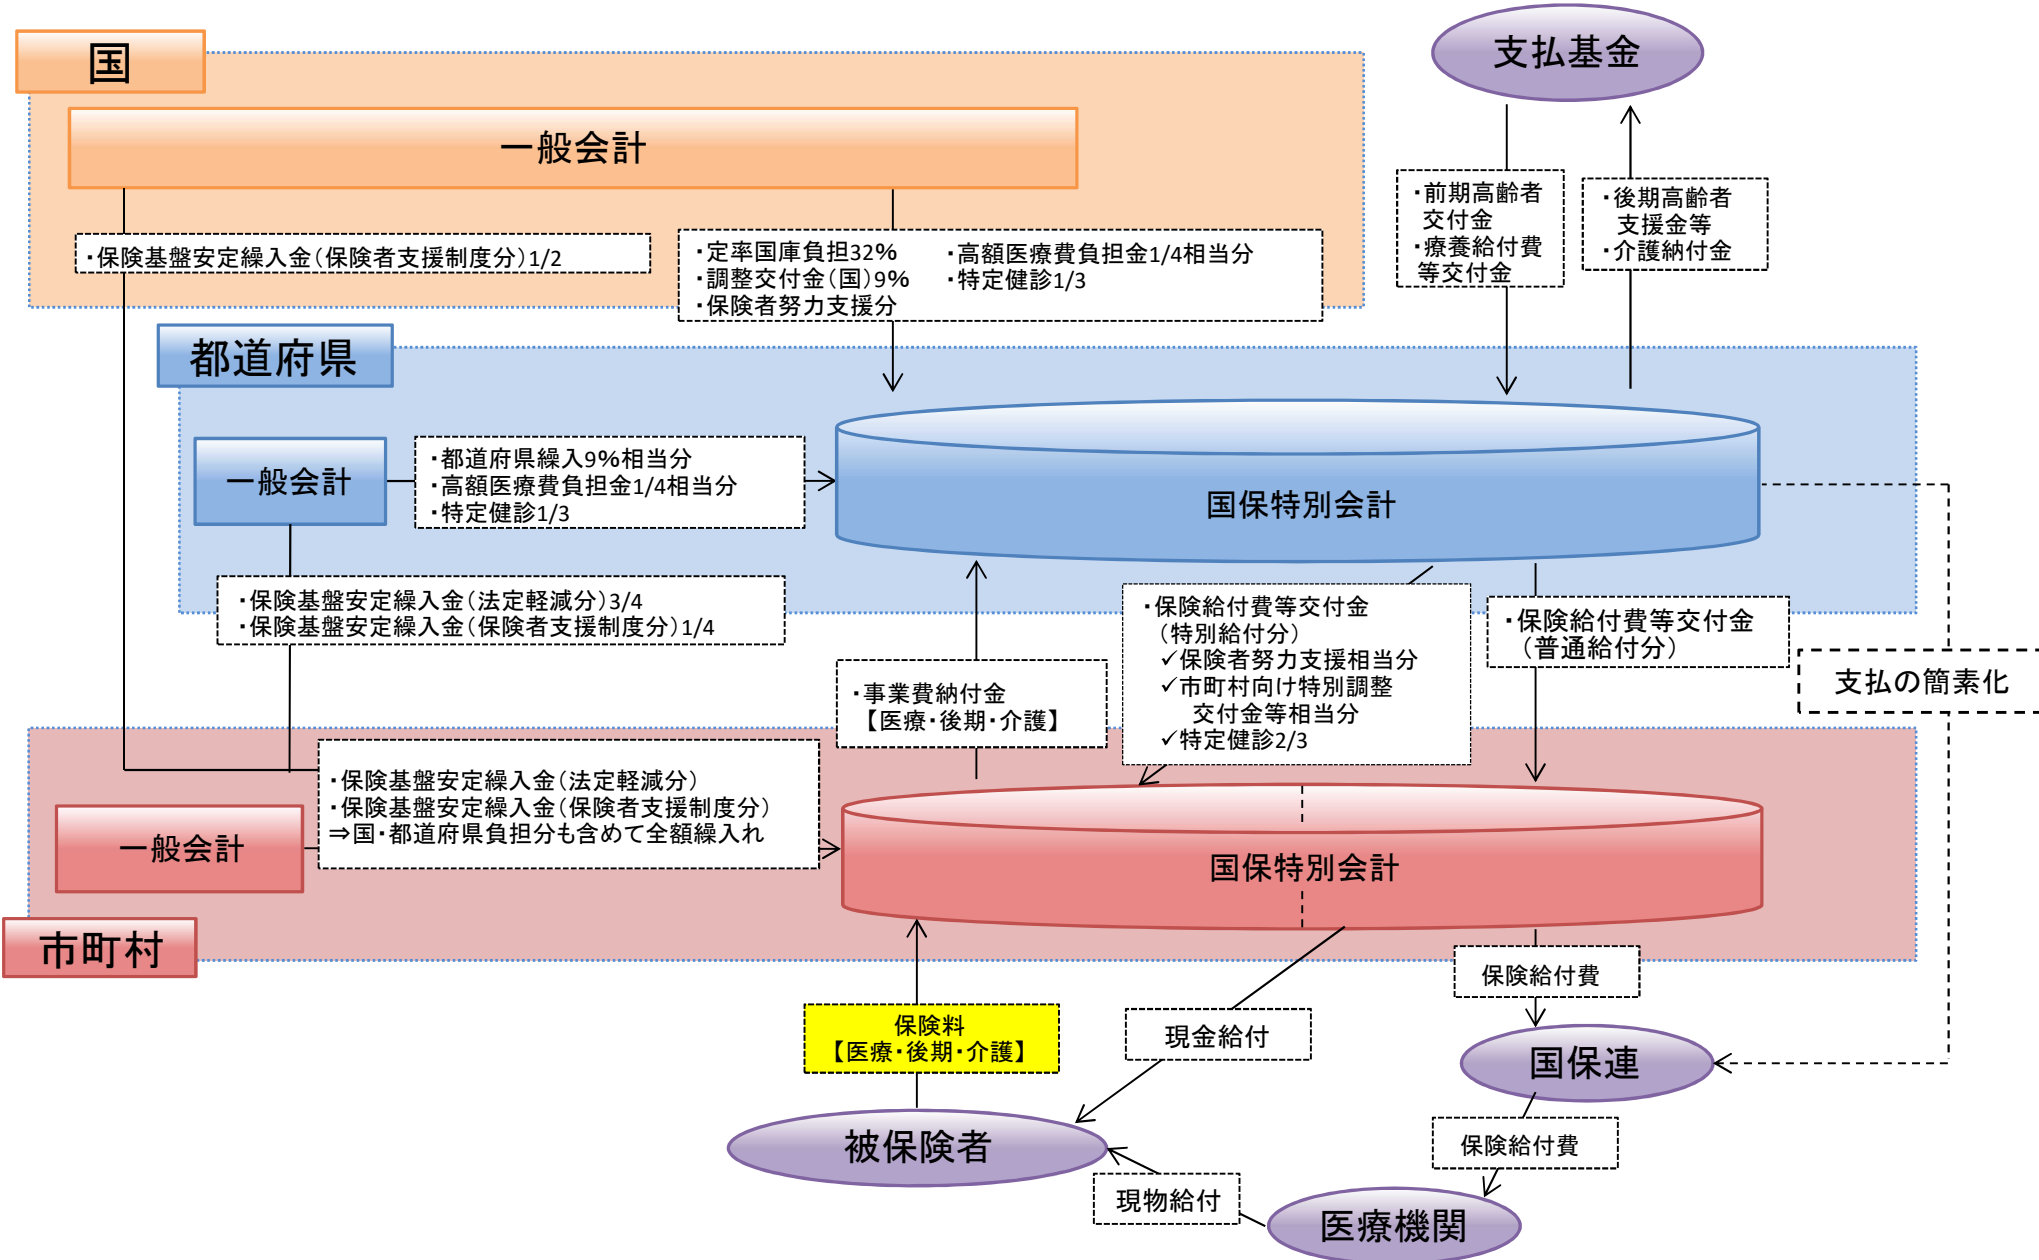 国
支払基金
一般会計
・前期高齢者
交付金
・療養給付費
等交付金
・後期高齢者
支援金等
・介護納付金
・保険基盤安定繰入金（保険者支援制度分）1/2
・定率国庫負担32%
・調整交付金（国）9%
・保険者努力支援分
・高額医療費負担金1/4相当分
・特定健診1/3
都道府県
一般会計
・都道府県繰入9%相当分
・高額医療費負担金1/4相当分
・特定健診1/3
国保特別会計
・保険基盤安定繰入金（法定軽減分）3/4
・保険基盤安定繰入金（保険者支援制度分）1/4
・事業費納付金
【医療・後期・介護】
・保険給付費等交付金
（特別給付分）
✓保険者努力支援相当分
✓市町村向け特別調整
交付金等相当分
✓特定健診2/3
・保険給付費等交付金
（普通給付分）
支払の簡素化
・保険基盤安定繰入金（法定軽減分）
・保険基盤安定繰入金（保険者支援制度分）
⇒国・都道府県負担分も含めて全額繰入れ
一般会計
国保特別会計
市町村
保険料
【医療・後期・介護】
現金給付
保険給付費
国保連
被保険者
保険給付費
現物給付
医療機関